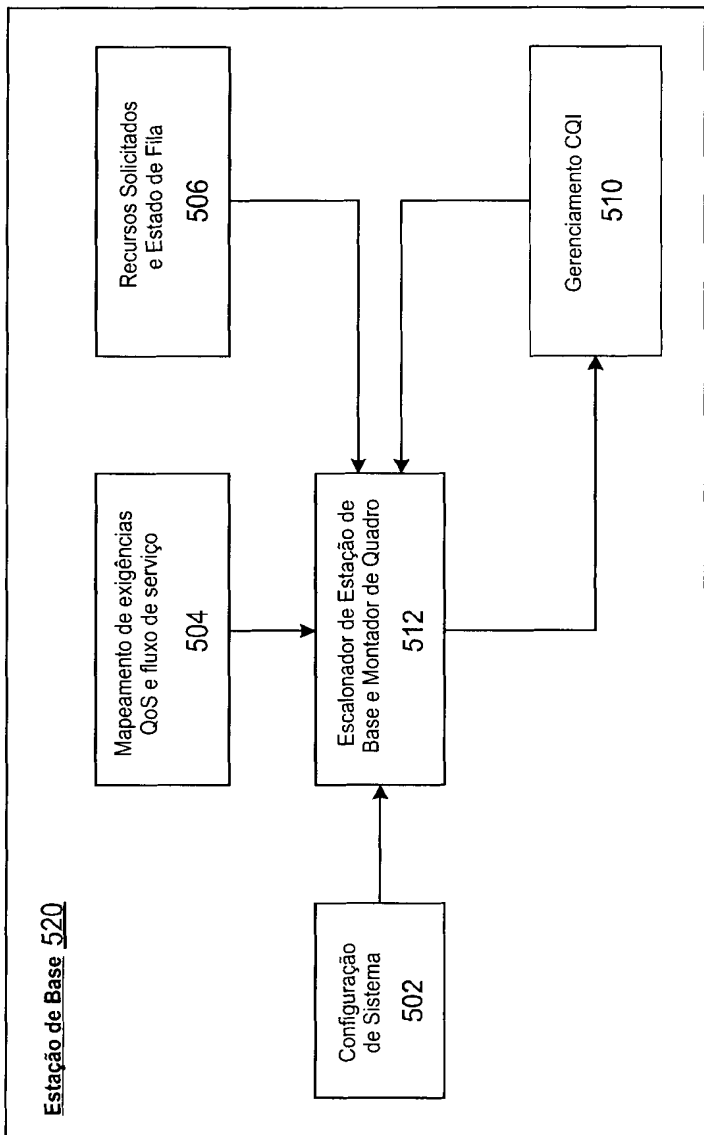 Estação de Base 520
Mapeamento de exigências
QoS e fluxo de serviço
504
Recursos Solicitados
e Estado de Fila
506
Configuração
de Sistema
502
Escalonador de Estação de
Base e Montador de Quadro
512
Gerenciamento CQI
510